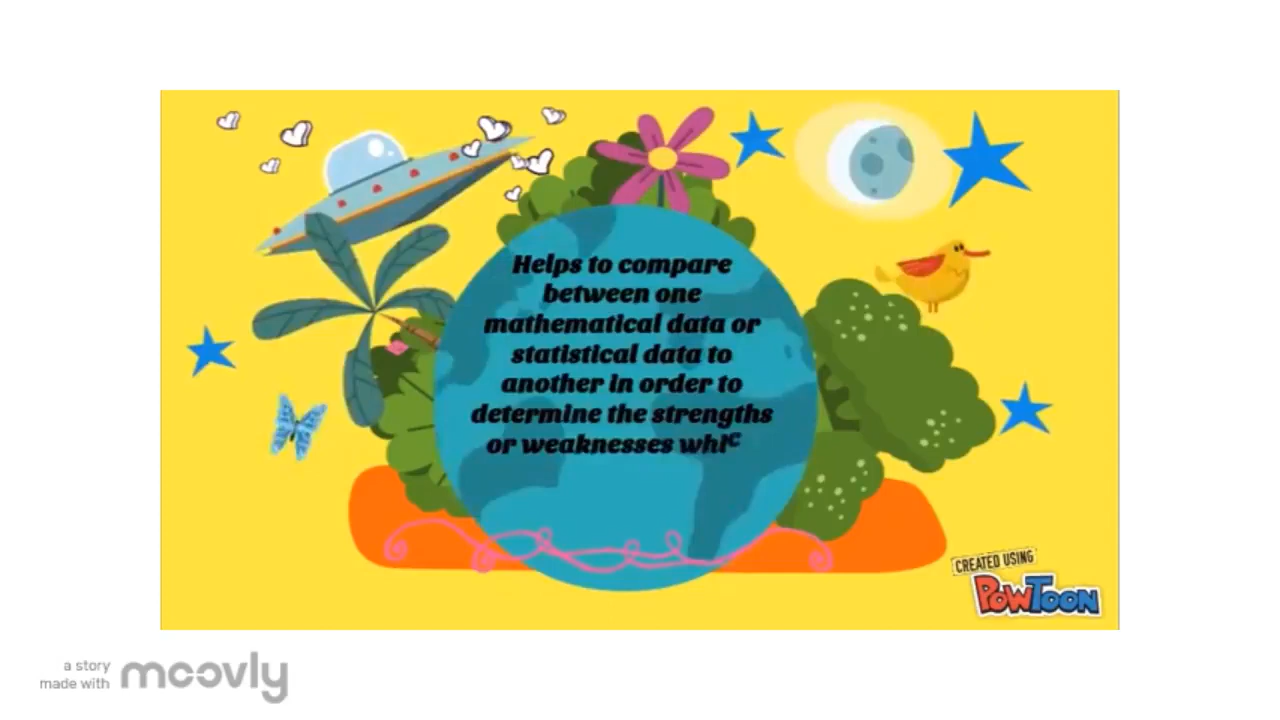 Helps to compare
between one
mathematical data or
statistical data to
another in order to
determine the strengths
or weaknesses whic
CREATED USING
POWTOON
a story
made with moovly